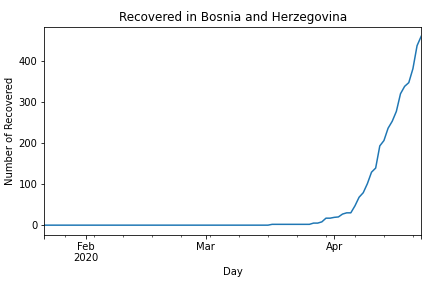 Recovered in Bosnia and Herzegovina
400
300
200
100
0
Number of Recovered
Feb
2020
Mar
Apr
Day